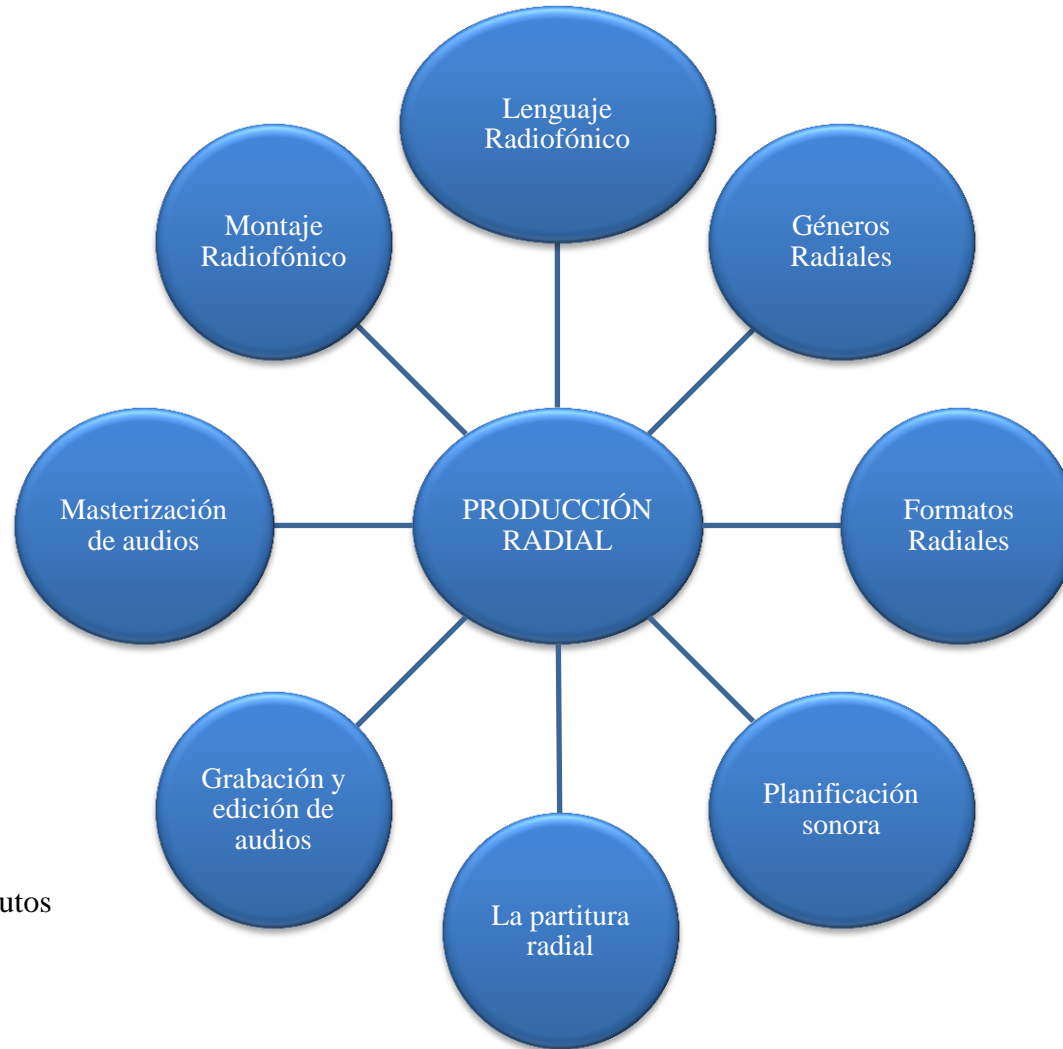 Lenguaje
Radiofónico
Montaje
Radiofónico
Géneros
Radiales
Masterización
de audios
PRODUCCIÓN
RADIAL
Formatos
Radiales
Grabación y
edición de
audios
Planificación
sonora
utos
La partitura
radial